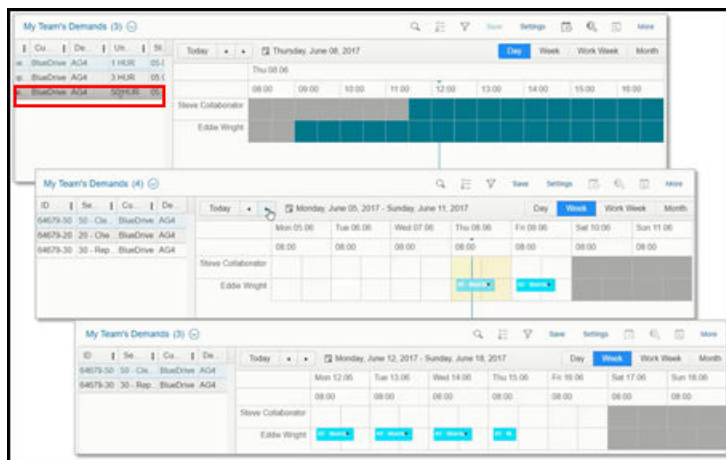 My Team's Demands (3)
Save Settings More
Cu... De... Un... St
Today Thursday, June 08, 2017 Day Week Work Week Month
BlueDrive AG4 1 HUR 05.0
BlueDrive AG4 3 HUR 05.0
BlueDrive AG4 50 HUR 05
Thu 08.06
08:00 09:00 10:00 11:00 12:00 13:00 14:00 15:00 16:00
Steve Collaborator
Eddie Wright
My Team's Demands (4)
Save Settings More
ID Se... Cu... De...
Today Monday, June 05, 2017 - Sunday, June 11, 2017 Day Week Work Week Month
64679-50 50 - Cle... BlueDrive AG4
64679-20 20 - Che... BlueDrive AG4
64679-30 30 - Rep... BlueDrive AG4
Mon 05.06 Tue 06.06 Wed 07.06 Thu 08.06 Fri 09.06 Sat 10.06 Sun 11.06
08:00 08:00 08:00 08:00 08:00 08:00 08:00
Steve Collaborator
Eddie Wright
My Team's Demands (3)
Save Settings More
ID Se... Cu... De...
Today Monday, June 12, 2017 - Sunday, June 18, 2017 Day Week Work Week Month
64679-50 50 - Cle... BlueDrive AG4
64679-30 30 - Rep... BlueDrive AG4
Mon 12.06 Tue 13.06 Wed 14.06 Thu 15.06 Fri 16.06 Sat 17.06 Sun 18.06
08:00 08:00 08:00 08:00 08:00 08:00 08:00
Steve Collaborator
Eddie Wright